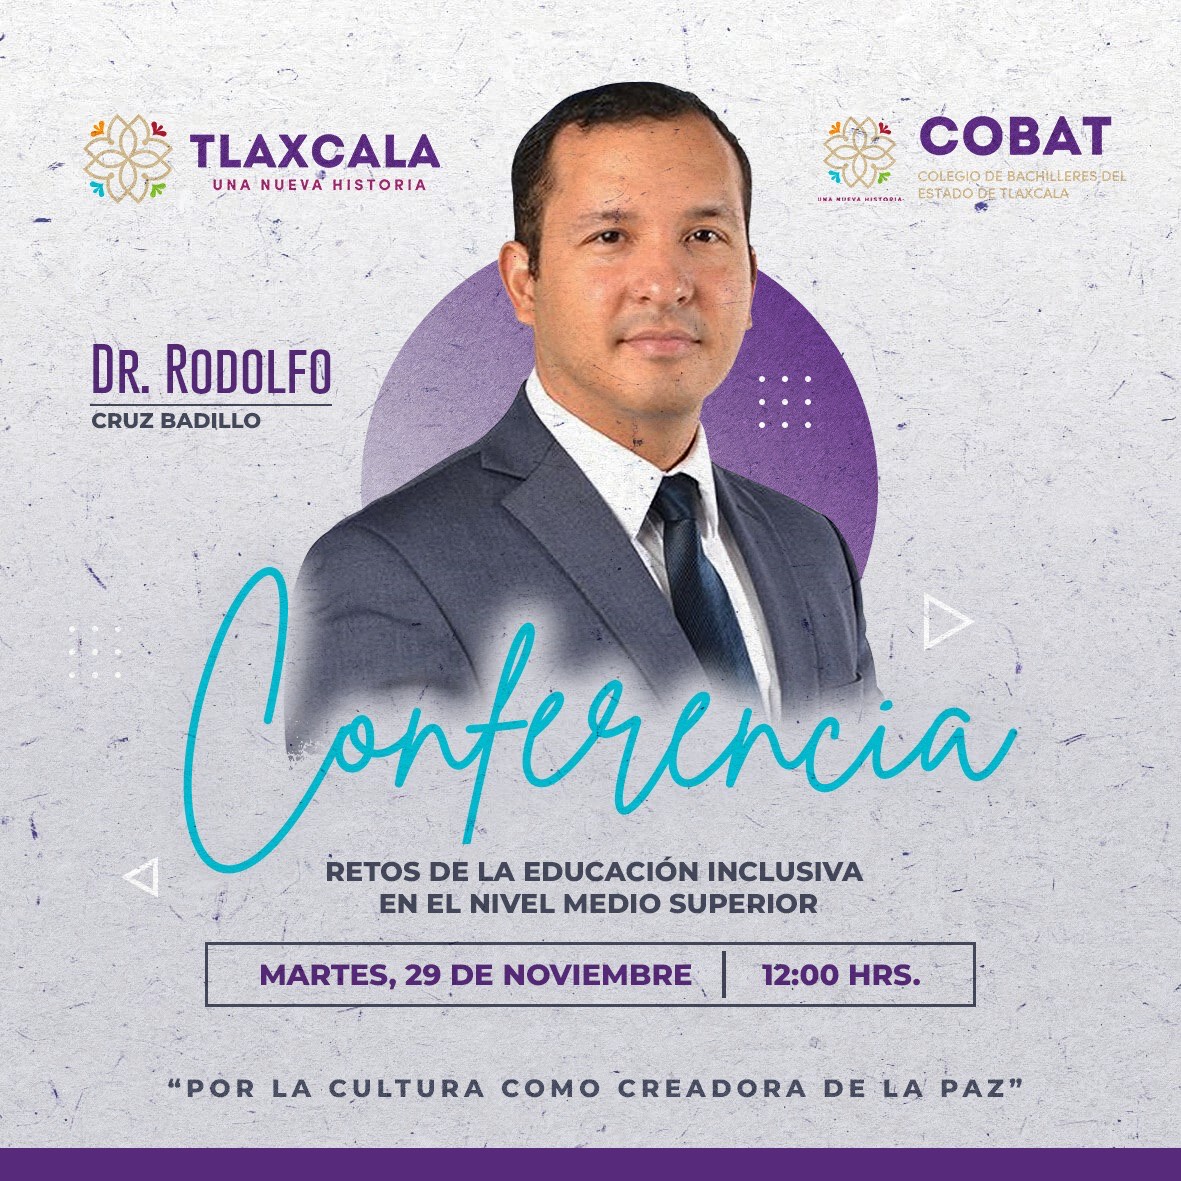 TLAXCALA
UNA NUEVA HISTORIA
COBAT
COLEGIO DE BACHILLERES DEL
ESTADO DE TLAXCALA
UNA NUEVA HISTORIA
DR. RODOLFO
CRUZ BADILLO
Conferencia
RETOS DE LA EDUCACIÓN INCLUSIVA
EN EL NIVEL MEDIO SUPERIOR
MARTES, 29 DE NOVIEMBRE | 12:00 HRS.
“POR LA CULTURA COMO CREADORA DE LA PAZ”